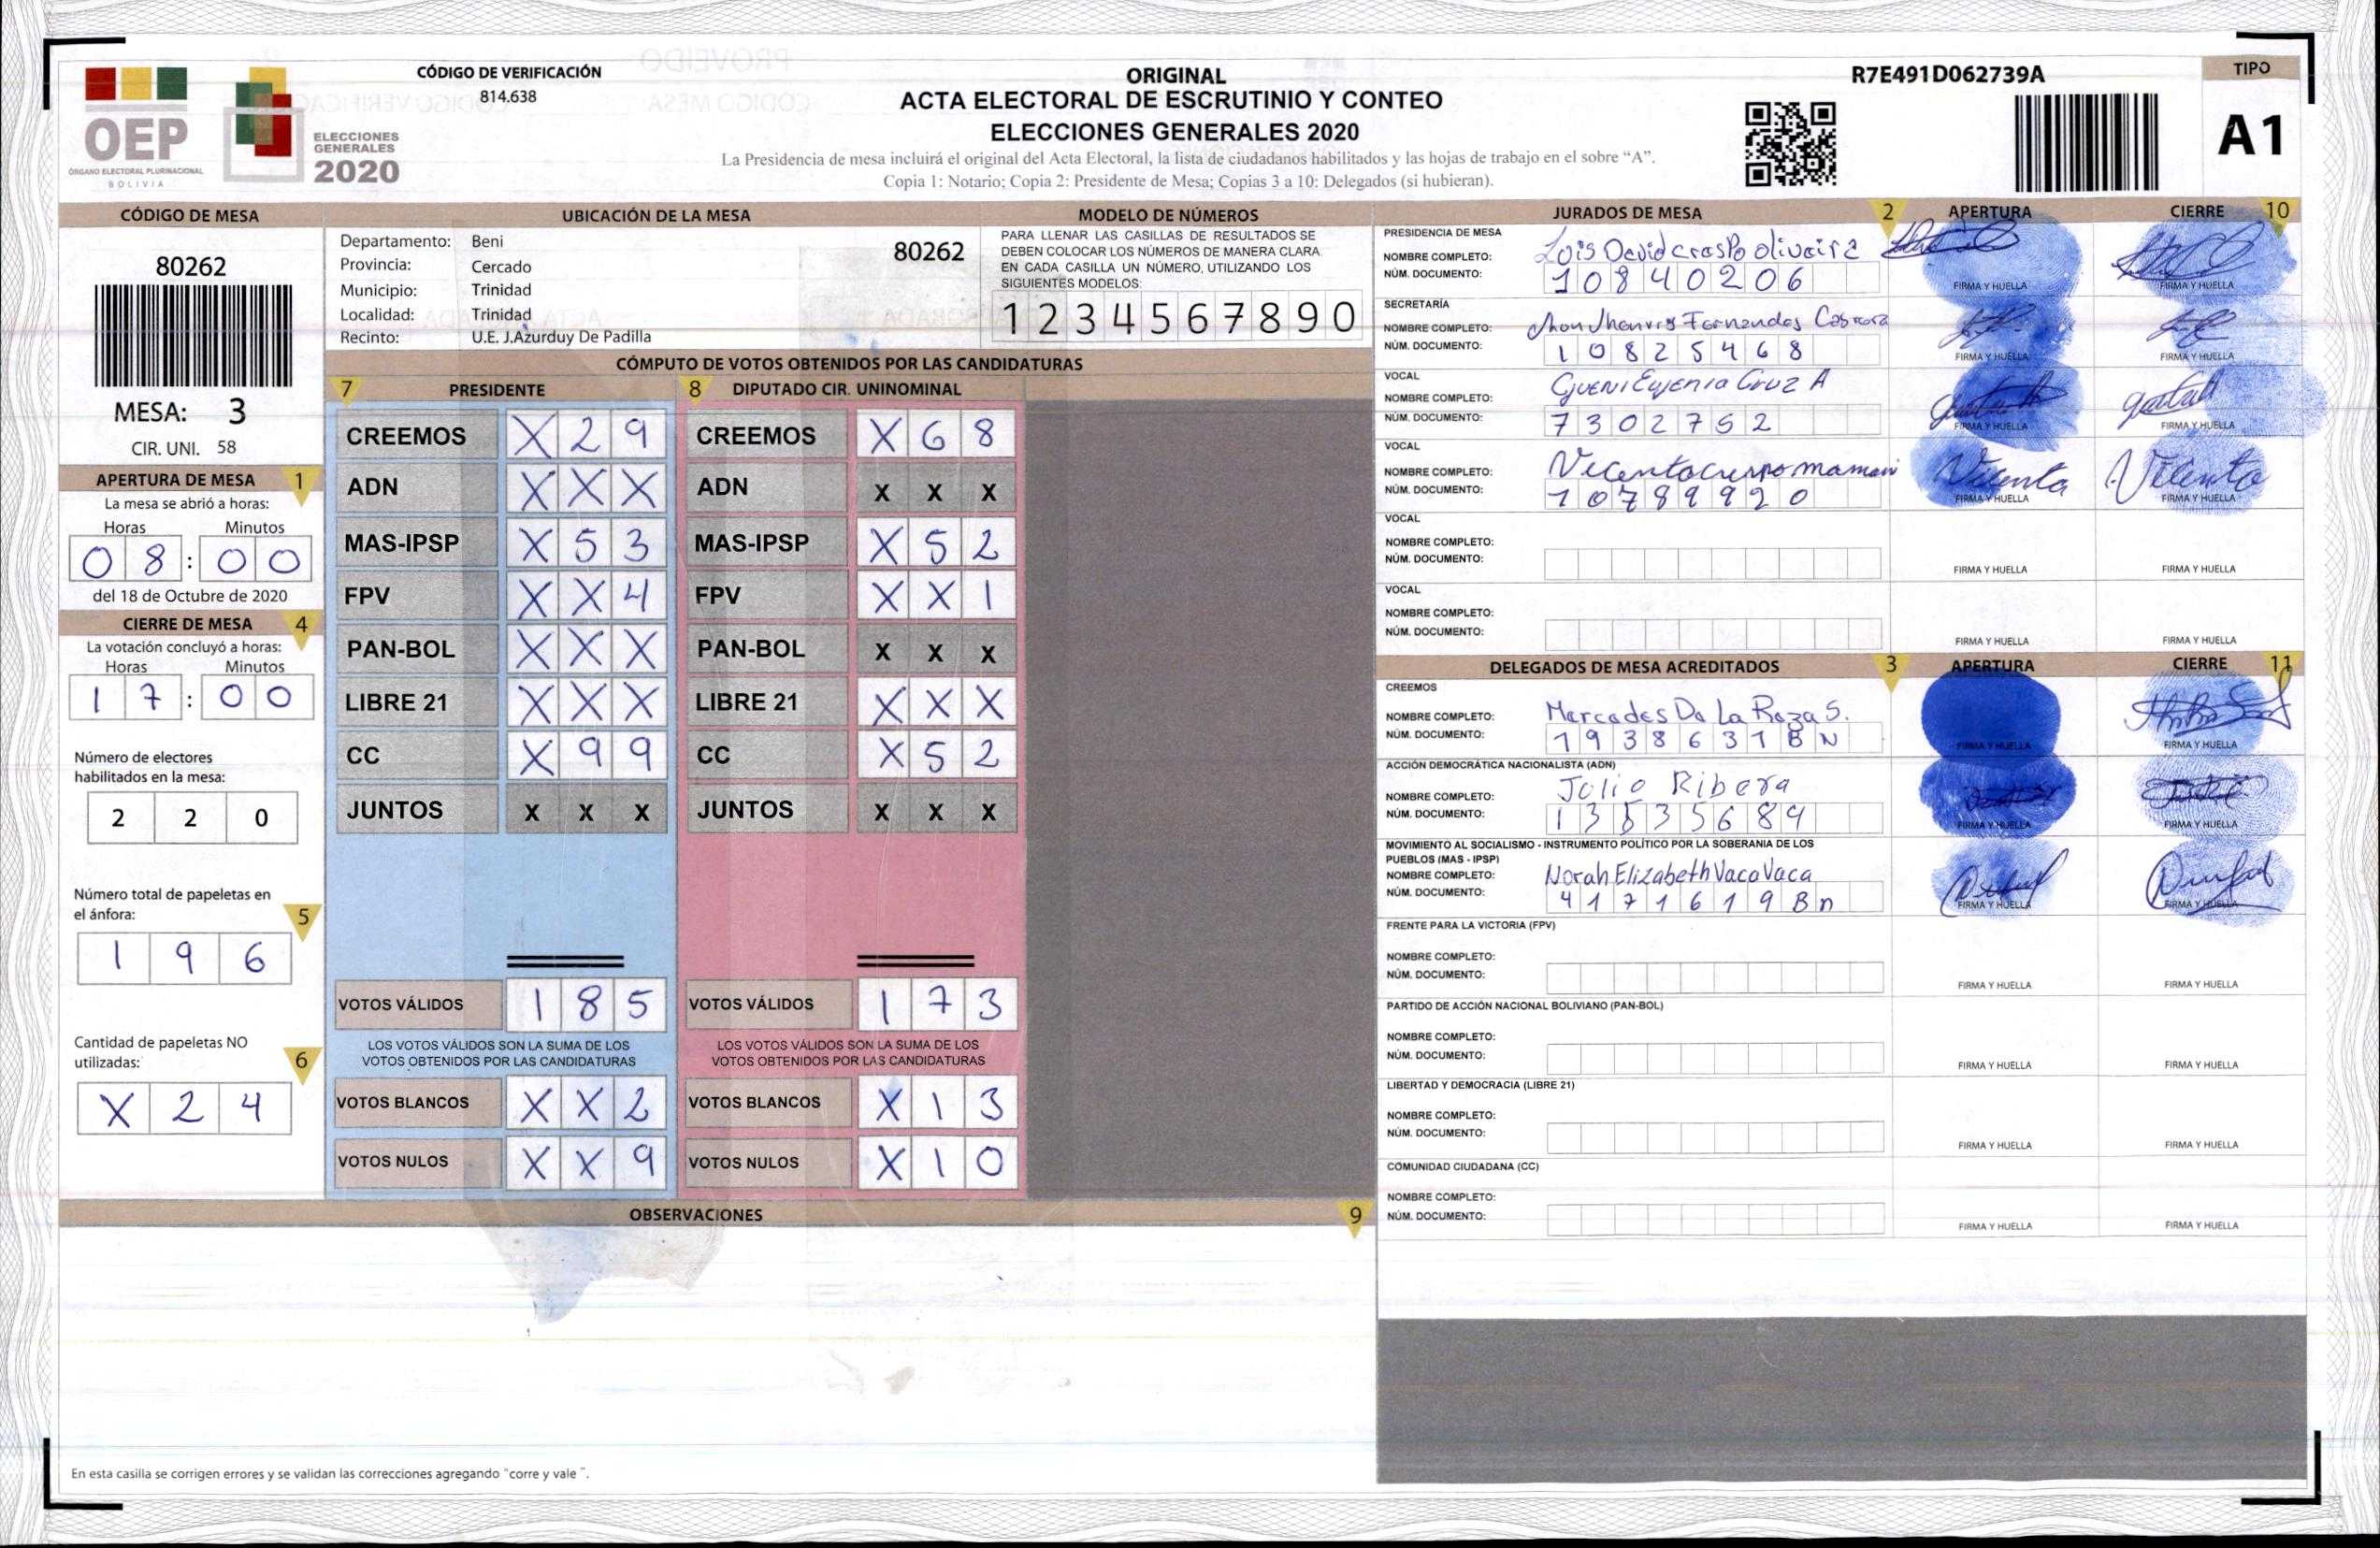 CÓDIGO DE VERIFICACIÓN
814.638
ORIGINAL
ACTA ELECTORAL DE ESCRUTINIO Y CONTEO
ELECCIONES GENERALES 2020
La Presidencia de mesa incluirá el original del Acta Electoral, la lista de ciudadanos habilitados y las hojas de trabajo en el sobre “A”.
Copia 1: Notario; Copia 2: Presidente de Mesa; Copias 3 a 10: Delegados (si hubieran).
R7E491D062739A
TIPO
A1
OEP
ÓRGANO ELECTORAL PLURINACIONAL
BOLIVIA
ELECCIONES
GENERALES
2020
CÓDIGO DE MESA
80262
MESA: 3
CIR. UNI. 58
APERTURA DE MESA 1
La mesa se abrió a horas:
Horas Minutos
0 8 : 0 0
del 18 de Octubre de 2020
CIERRE DE MESA 4
La votación concluyó a horas:
Horas Minutos
1 7 : 0 0
Número de electores
habilitados en la mesa:
2 2 0
Número total de papeletas en
el ánfora: 5
1 9 6
Cantidad de papeletas NO
utilizadas: 6
X 2 4
UBICACIÓN DE LA MESA
Departamento: Beni
Provincia: Cercado
Municipio: Trinidad
Localidad: Trinidad
Recinto: U.E. J.Azurduy De Padilla
80262
MODELO DE NÚMEROS
PARA LLENAR LAS CASILLAS DE RESULTADOS SE
DEBEN COLOCAR LOS NÚMEROS DE MANERA CLARA
EN CADA CASILLA UN NÚMERO, UTILIZANDO LOS
SIGUIENTES MODELOS:
1 2 3 4 5 6 7 8 9 0
CÓMPUTO DE VOTOS OBTENIDOS POR LAS CANDIDATURAS
7 PRESIDENTE
CREEMOS X 2 9
ADN X X X
MAS-IPSP X 5 3
FPV X X 4
PAN-BOL X X X
LIBRE 21 X X X
CC X 9 9
JUNTOS X X X
VOTOS VÁLIDOS 1 8 5
LOS VOTOS VÁLIDOS SON LA SUMA DE LOS
VOTOS OBTENIDOS POR LAS CANDIDATURAS
VOTOS BLANCOS X X 2
VOTOS NULOS X X 9
8 DIPUTADO CIR. UNINOMINAL
CREEMOS X 6 8
ADN X X X
MAS-IPSP X 5 2
FPV X X 1
PAN-BOL X X X
LIBRE 21 X X X
CC X 5 2
JUNTOS X X X
VOTOS VÁLIDOS 1 7 3
LOS VOTOS VÁLIDOS SON LA SUMA DE LOS
VOTOS OBTENIDOS POR LAS CANDIDATURAS
VOTOS BLANCOS X 1 3
VOTOS NULOS X 1 0
OBSERVACIONES 9
En esta casilla se corrigen errores y se validan las correcciones agregando "corre y vale".
JURADOS DE MESA 2 APERTURA CIERRE 10
PRESIDENCIA DE MESA
NOMBRE COMPLETO: Lois David crespo oliveira
NÚM. DOCUMENTO: 1 0 8 4 0 2 0 6
FIRMA Y HUELLA FIRMA Y HUELLA
SECRETARÍA
NOMBRE COMPLETO: Jhon Jhonvris Fernandes Cabrera
NÚM. DOCUMENTO: 1 0 8 2 5 4 6 8
FIRMA Y HUELLA FIRMA Y HUELLA
VOCAL
NOMBRE COMPLETO: Gueni Eugenia Cruz A
NÚM. DOCUMENTO: 7 3 0 2 7 5 2
FIRMA Y HUELLA FIRMA Y HUELLA
VOCAL
NOMBRE COMPLETO: Vicenta crespo mamani
NÚM. DOCUMENTO: 1 0 7 8 9 9 2 0
Vicenta Vicenta
FIRMA Y HUELLA FIRMA Y HUELLA
VOCAL
NOMBRE COMPLETO:
NÚM. DOCUMENTO:
FIRMA Y HUELLA FIRMA Y HUELLA
VOCAL
NOMBRE COMPLETO:
NÚM. DOCUMENTO:
FIRMA Y HUELLA FIRMA Y HUELLA
DELEGADOS DE MESA ACREDITADOS 3 APERTURA CIERRE 11
CREEMOS
NOMBRE COMPLETO: Mercedes De La Roza S.
NÚM. DOCUMENTO: 1 9 3 8 6 3 1 B N
FIRMA Y HUELLA FIRMA Y HUELLA
ACCIÓN DEMOCRÁTICA NACIONALISTA (ADN)
NOMBRE COMPLETO: Julio Ribera
NÚM. DOCUMENTO: 1 3 5 3 5 6 8 9
FIRMA Y HUELLA FIRMA Y HUELLA
MOVIMIENTO AL SOCIALISMO - INSTRUMENTO POLÍTICO POR LA SOBERANIA DE LOS
PUEBLOS (MAS - IPSP)
NOMBRE COMPLETO: Norah Elizabeth Vaca Vaca
NÚM. DOCUMENTO: 4 1 7 1 6 1 9 B n
FIRMA Y HUELLA FIRMA Y HUELLA
FRENTE PARA LA VICTORIA (FPV)
NOMBRE COMPLETO:
NÚM. DOCUMENTO:
FIRMA Y HUELLA FIRMA Y HUELLA
PARTIDO DE ACCIÓN NACIONAL BOLIVIANO (PAN-BOL)
NOMBRE COMPLETO:
NÚM. DOCUMENTO:
FIRMA Y HUELLA FIRMA Y HUELLA
LIBERTAD Y DEMOCRACIA (LIBRE 21)
NOMBRE COMPLETO:
NÚM. DOCUMENTO:
FIRMA Y HUELLA FIRMA Y HUELLA
COMUNIDAD CIUDADANA (CC)
NOMBRE COMPLETO:
NÚM. DOCUMENTO:
FIRMA Y HUELLA FIRMA Y HUELLA